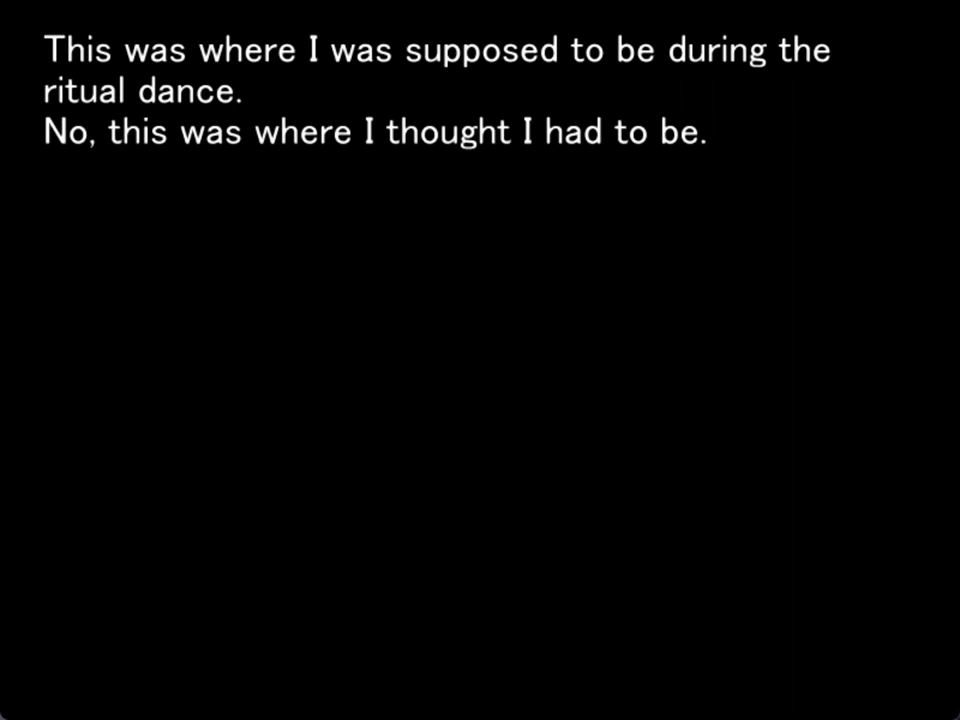 This was where I was supposed to be during the
ritual dance.
No, this was where I thought I had to be.